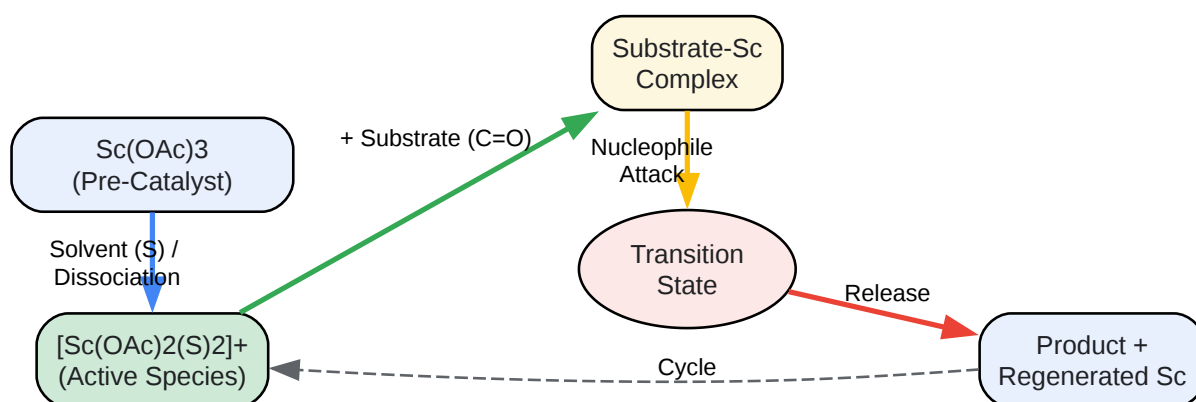 Substrate-Sc
Complex
+ Substrate (C=O)
Sc(OAc)3
(Pre-Catalyst)
Nucleophile
Attack
Solvent (S) /
Dissociation
Transition
State
Release
[Sc(OAc)2(S)2]+
(Active Species)
Cycle
Product +
Regenerated Sc